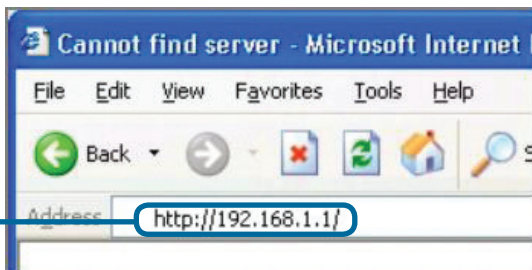 Cannot find server - Microsoft Internet
File Edit View Favorites Tools Help
Back
Address http://192.168.1.1/